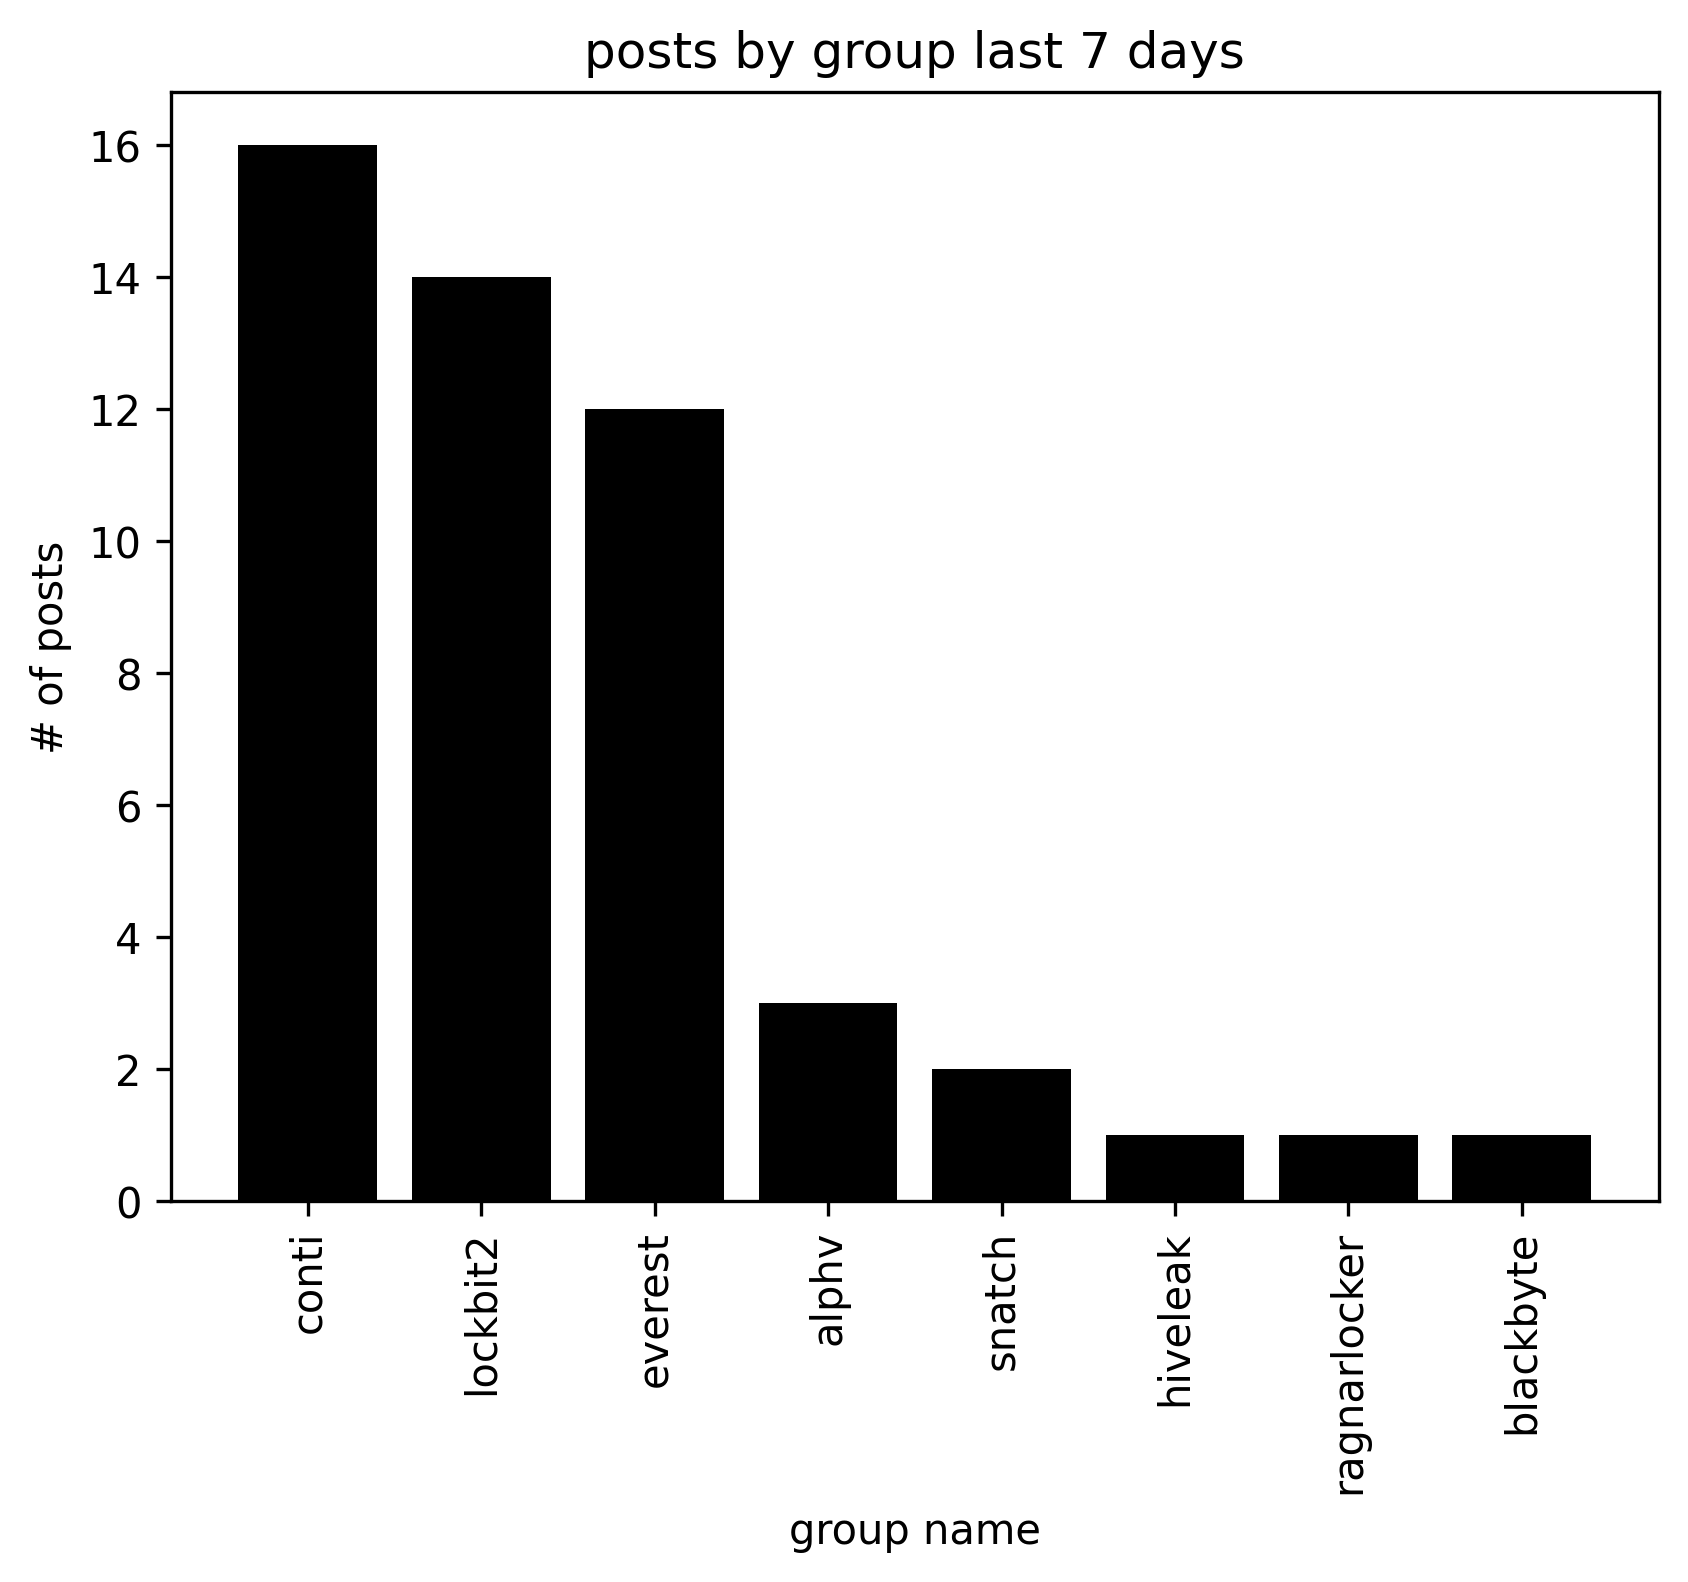 posts by group last 7 days
# of posts
16
14
12
10
8
6
4
2
0
conti
lockbit2
everest
alphv
snatch
hiveleak
ragnarlocker
blackbyte
group name